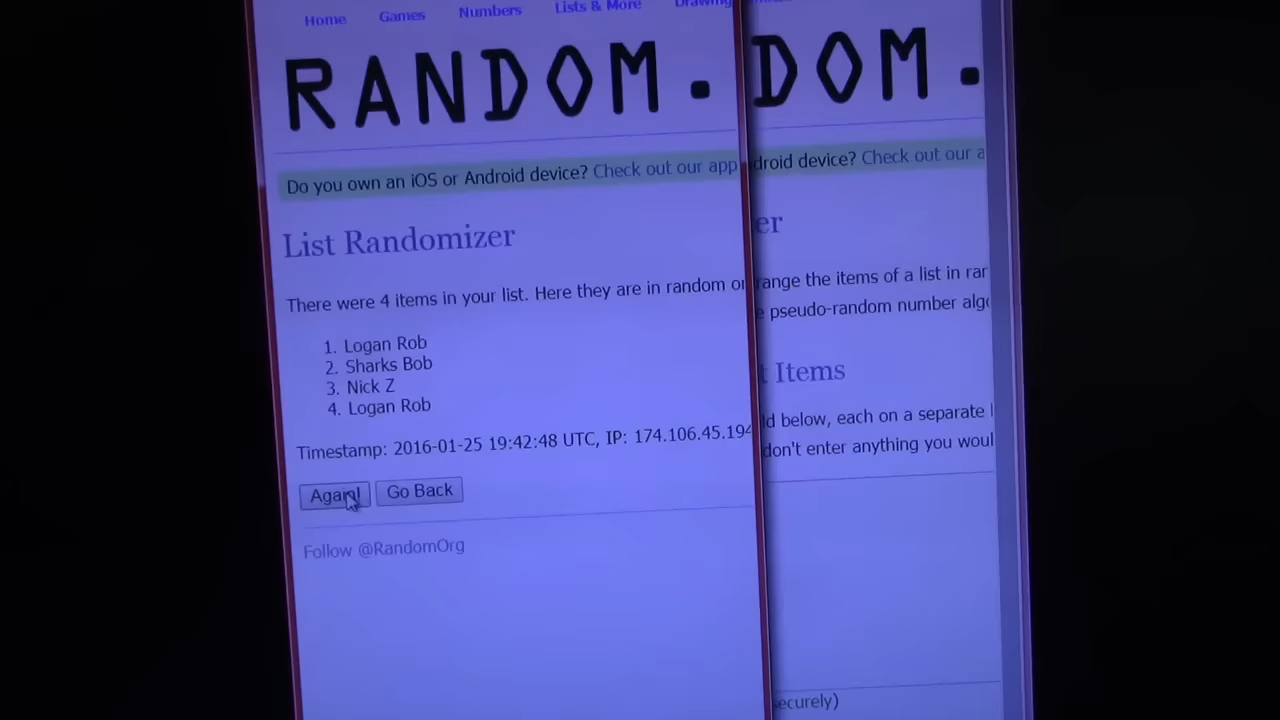 Home Games Numbers Lists & More
RANDOM.
DOM.
Do you own an iOS or Android device? Check out our app
droid device? Check out our a
List Randomizer
er
There were 4 items in your list. Here they are in random or
range the items of a list in rar
e pseudo-random number algo
1. Logan Rob
2. Sharks Bob
3. Nick Z
4. Logan Rob
t Items
Timestamp: 2016-01-25 19:42:48 UTC, IP: 174.106.45.194
d below, each on a separate l
don't enter anything you woul
Again! Go Back
Follow @RandomOrg
ecurely)